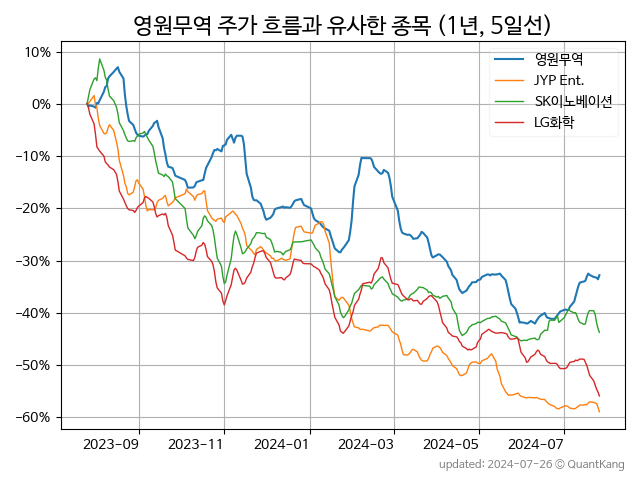 영원무역 주가 흐름과 유사한 종목 (1년, 5일선)
영원무역
JYP Ent.
SK이노베이션
LG화학
10%
0%
−10%
−20%
−30%
−40%
−50%
−60%
2023-09
2023-11
2024-01
2024-03
2024-05
2024-07
updated: 2024-07-26 © QuantKang